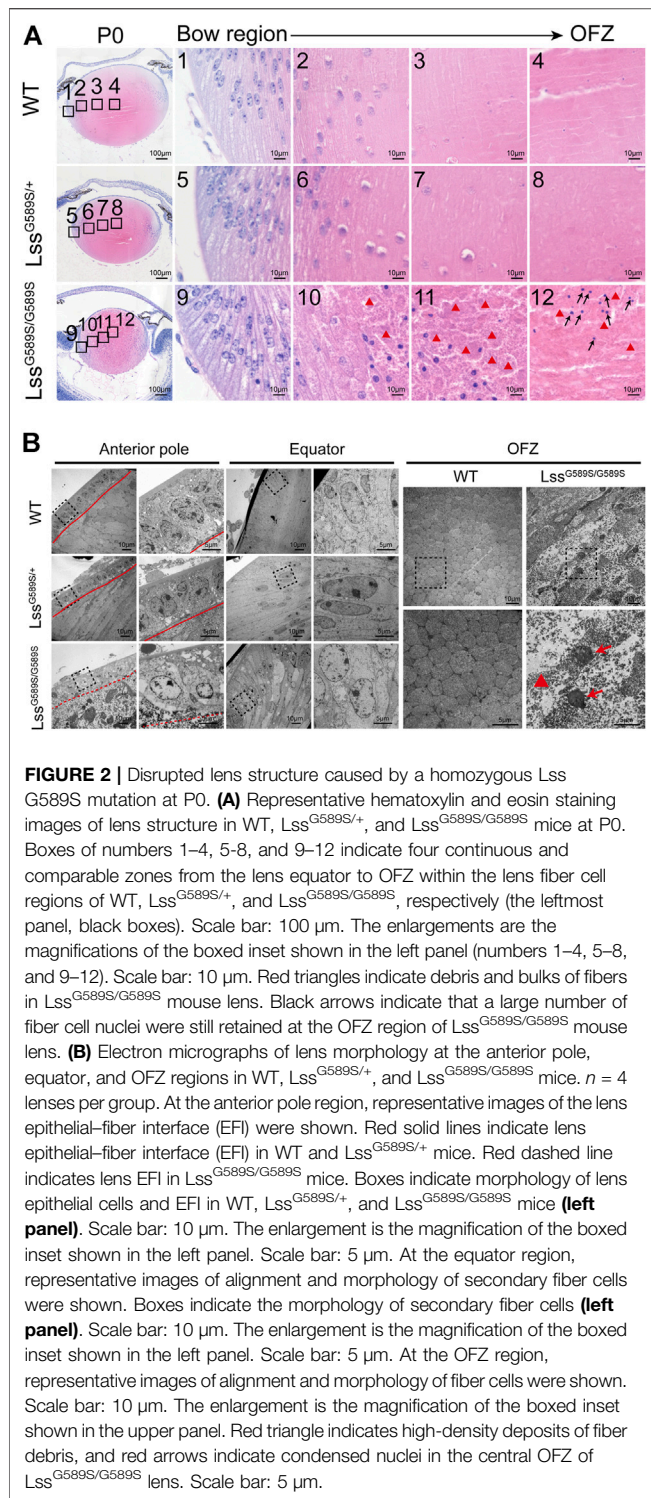 A
P0
Bow region
OFZ
WT
1 2 3 4
100μm
1
10μm
2
10μm
3
10μm
4
10μm
Lss^G589S/+
5 6 7 8
100μm
5
10μm
6
10μm
7
10μm
8
10μm
Lss^G589S/G589S
9 10 11 12
100μm
9
10μm
10
10μm
11
10μm
12
10μm
B
Anterior pole
Equator
OFZ
WT
Lss^G589S/G589S
WT
10μm
5μm
10μm
5μm
10μm
10μm
Lss^G589S/+
10μm
5μm
10μm
5μm
Lss^G589S/G589S
10μm
5μm
10μm
5μm
5μm
5μm
FIGURE 2 | Disrupted lens structure caused by a homozygous Lss
G589S mutation at P0. (A) Representative hematoxylin and eosin staining
images of lens structure in WT, Lss^G589S/+, and Lss^G589S/G589S mice at P0.
Boxes of numbers 1–4, 5-8, and 9–12 indicate four continuous and
comparable zones from the lens equator to OFZ within the lens fiber cell
regions of WT, Lss^G589S/+, and Lss^G589S/G589S, respectively (the leftmost
panel, black boxes). Scale bar: 100 μm. The enlargements are the
magnifications of the boxed inset shown in the left panel (numbers 1–4, 5–8,
and 9–12). Scale bar: 10 μm. Red triangles indicate debris and bulks of fibers
in Lss^G589S/G589S mouse lens. Black arrows indicate that a large number of
fiber cell nuclei were still retained at the OFZ region of Lss^G589S/G589S mouse
lens. (B) Electron micrographs of lens morphology at the anterior pole,
equator, and OFZ regions in WT, Lss^G589S/+, and Lss^G589S/G589S mice. n = 4
lenses per group. At the anterior pole region, representative images of the lens
epithelial–fiber interface (EFI) were shown. Red solid lines indicate lens
epithelial–fiber interface (EFI) in WT and Lss^G589S/+ mice. Red dashed line
indicates lens EFI in Lss^G589S/G589S mice. Boxes indicate morphology of lens
epithelial cells and EFI in WT, Lss^G589S/+, and Lss^G589S/G589S mice (left
panel). Scale bar: 10 μm. The enlargement is the magnification of the boxed
inset shown in the left panel. Scale bar: 5 μm. At the equator region,
representative images of alignment and morphology of secondary fiber cells
were shown. Boxes indicate the morphology of secondary fiber cells (left
panel). Scale bar: 10 μm. The enlargement is the magnification of the boxed
inset shown in the left panel. Scale bar: 5 μm. At the OFZ region,
representative images of alignment and morphology of fiber cells were shown.
Scale bar: 10 μm. The enlargement is the magnification of the boxed inset
shown in the upper panel. Red triangle indicates high-density deposits of fiber
debris, and red arrows indicate condensed nuclei in the central OFZ of
Lss^G589S/G589S lens. Scale bar: 5 μm.